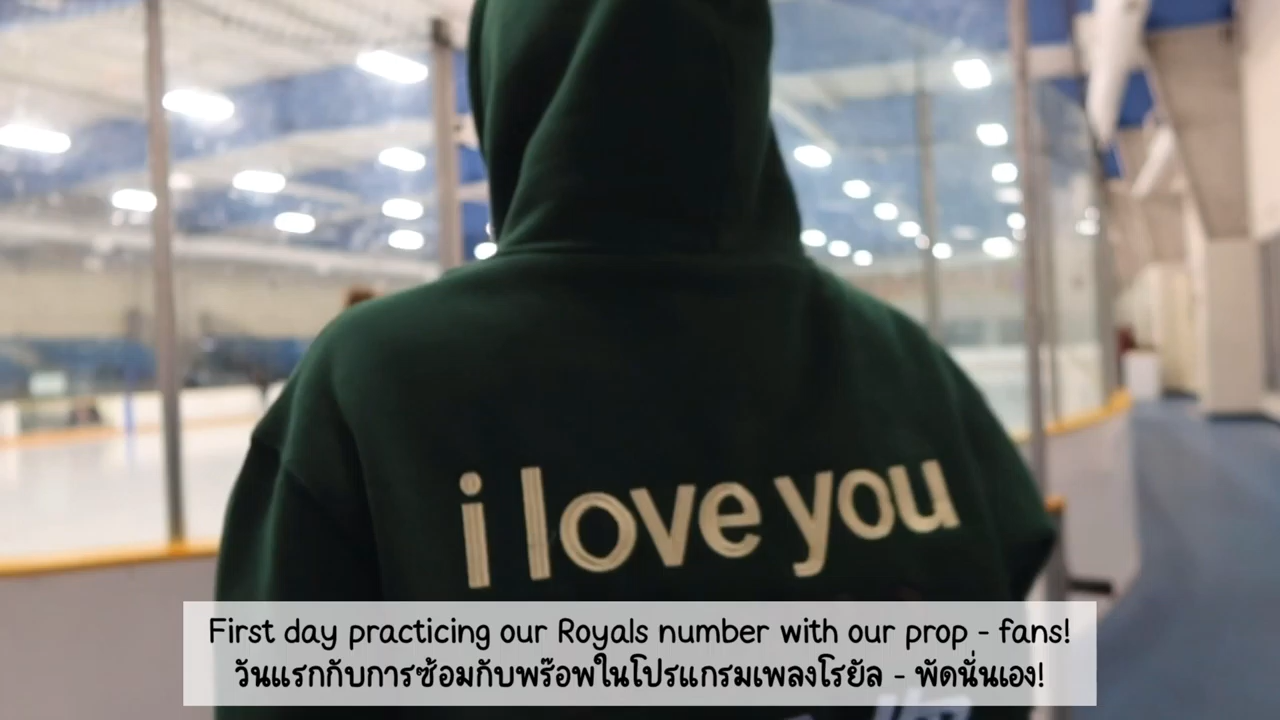 i love you
First day practicing our Royals number with our prop - fans!
วันแรกกับการซ้อมกับพร๊อพในโปรแกรมเพลงโรยัล - พัดนั่นเอง!